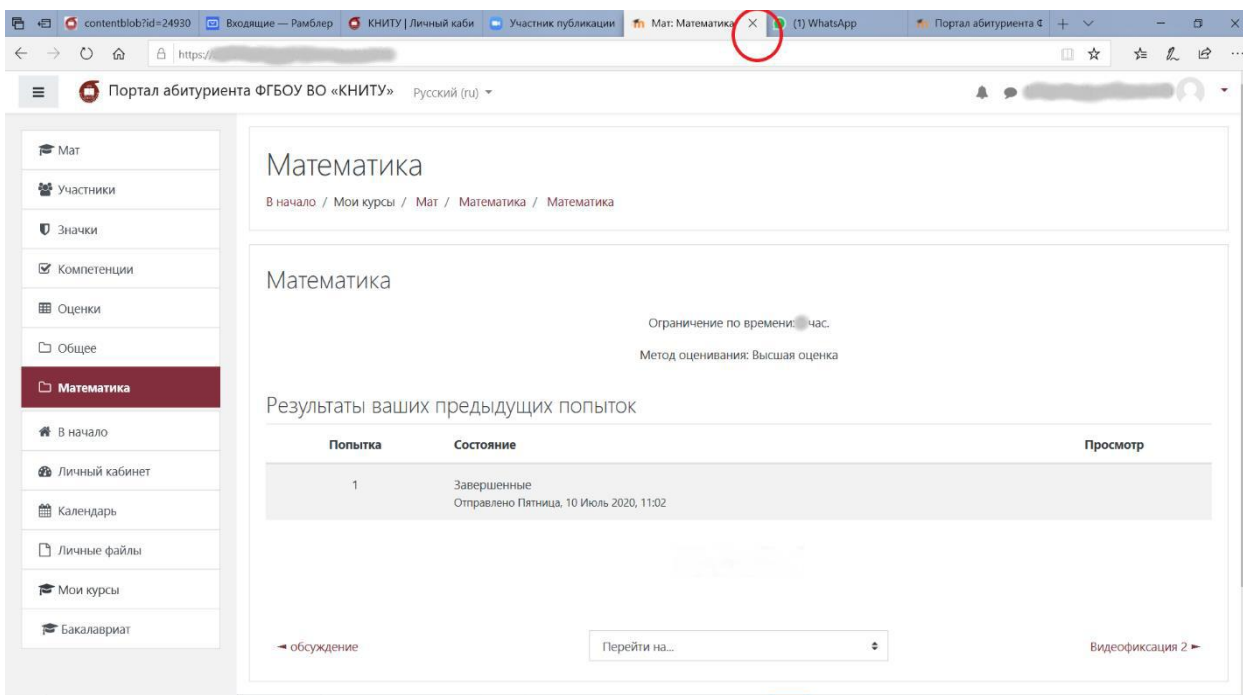 contentblob?id=24930
Входящие — Рамблер
КНИТУ | Личный каби
Участник публикации
Мат: Математика
(1) WhatsApp
Портал абитуриента Ф
https://
Портал абитуриента ФГБОУ ВО «КНИТУ»
Русский (ru)
Мат
Участники
Значки
Компетенции
Оценки
Общее
Математика
В начало
Личный кабинет
Календарь
Личные файлы
Мои курсы
Бакалавриат
Математика
В начало / Мои курсы / Мат / Математика / Математика
Математика
Ограничение по времени: час.
Метод оценивания: Высшая оценка
Результаты ваших предыдущих попыток
Попытка Состояние Просмотр
1 Завершенные
Отправлено Пятница, 10 Июль 2020, 11:02
◄ обсуждение
Перейти на...
Видеофиксация 2 ►